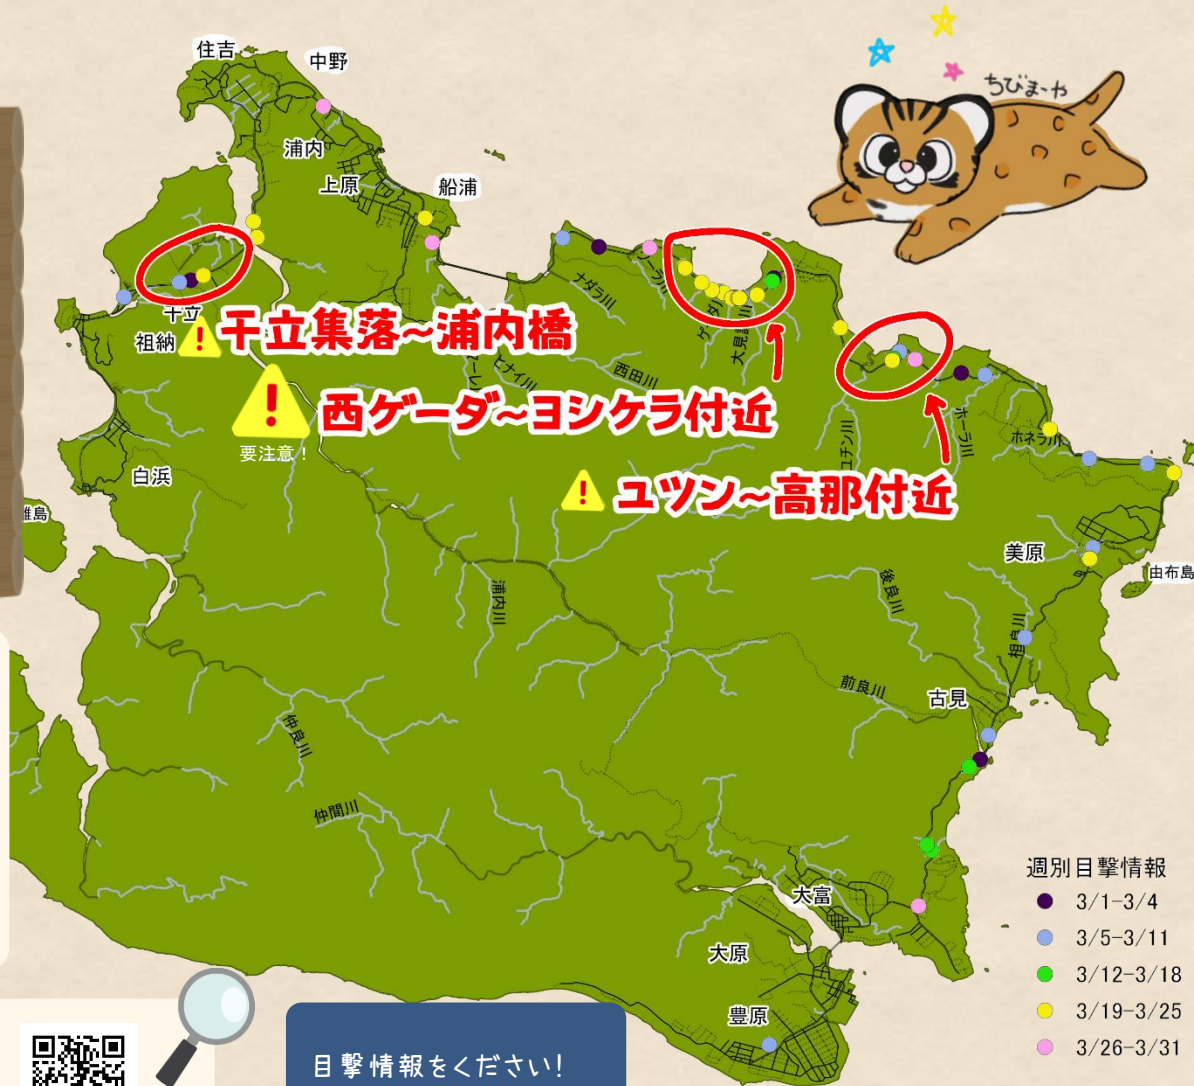 住吉
中野
ちびまーや
浦内
上原
船浦
干立
祖納
干立集落~浦内橋
ナダラ川
大見謝川
西田川
ヒナイ川
要注意!
西ゲーダ~ヨシケラ付近
ユチン川
ホーラ川
ホネラ川
白浜
ユツン~高那付近
離島
美原
由布島
後良川
浦内川
相良川
前良川
古見
仲良川
仲間川
大富
大原
豊原
週別目撃情報
3/1-3/4
3/5-3/11
3/12-3/18
3/19-3/25
3/26-3/31
目撃情報をください!